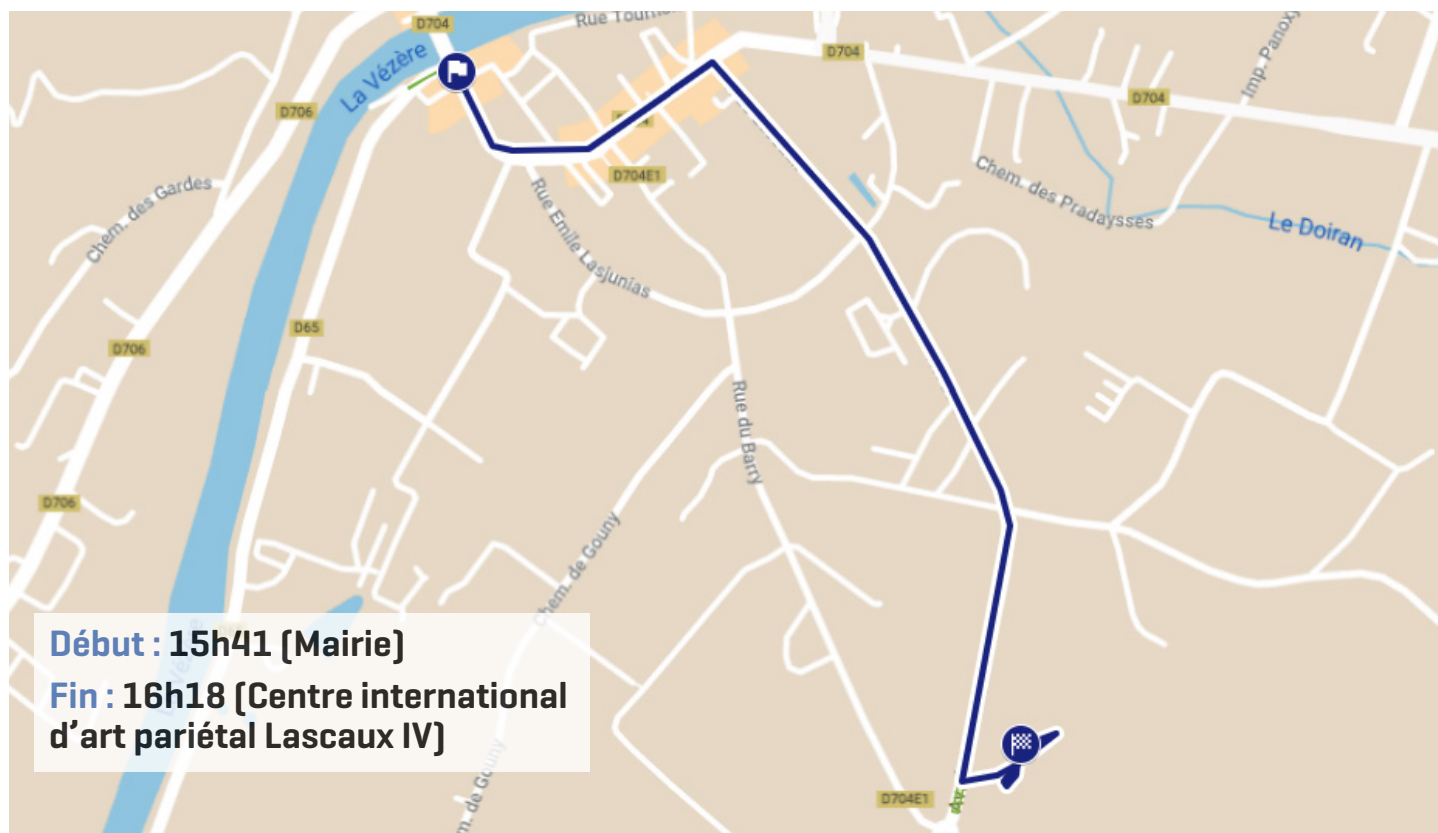 D704
Rue Tourn
La Vézère
D704
Imp. Panoxy
D706
D704
Chem. des Gardes
D704E1
Chem. des Pradaysses
Le Doiran
Rue Emile Lasjunias
D65
D706
Rue du Barry
D706
Chem. de Gouny
Début : 15h41 (Mairie)
Fin : 16h18 (Centre international
d’art pariétal Lascaux IV)
m. de Gouny
D704E1